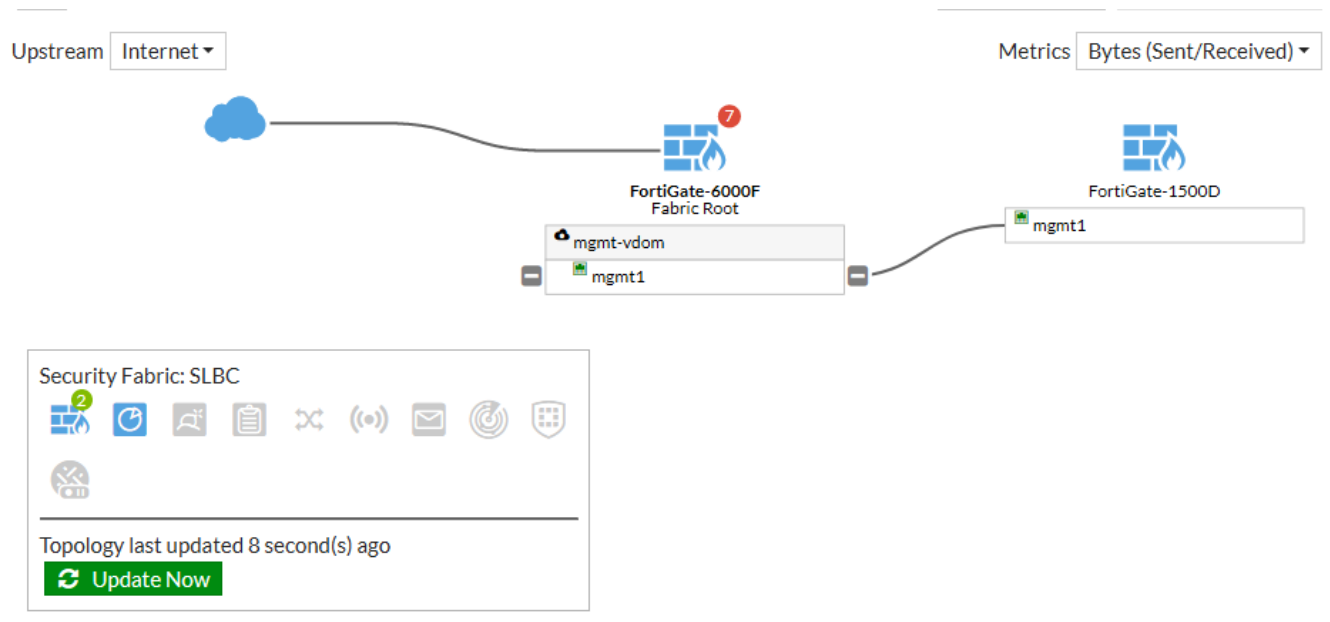 Upstream Internet
Metrics Bytes (Sent/Received)
7
FortiGate-6000F
Fabric Root
FortiGate-1500D
mgmt-vdom
mgmt1
mgmt1
Security Fabric: SLBC
2
Topology last updated 8 second(s) ago
Update Now